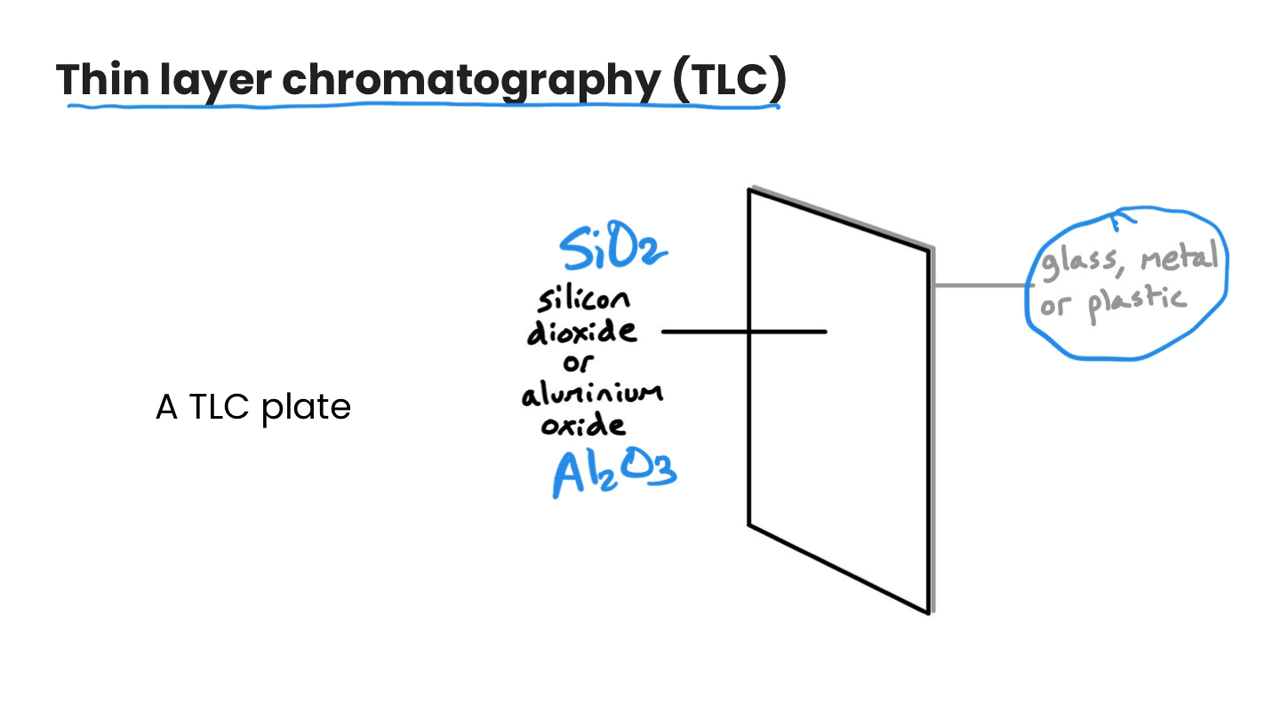 Thin layer chromatography (TLC)
SiO2
silicon
dioxide
or
aluminium
oxide
Al2O3
glass, metal
or plastic
A TLC plate